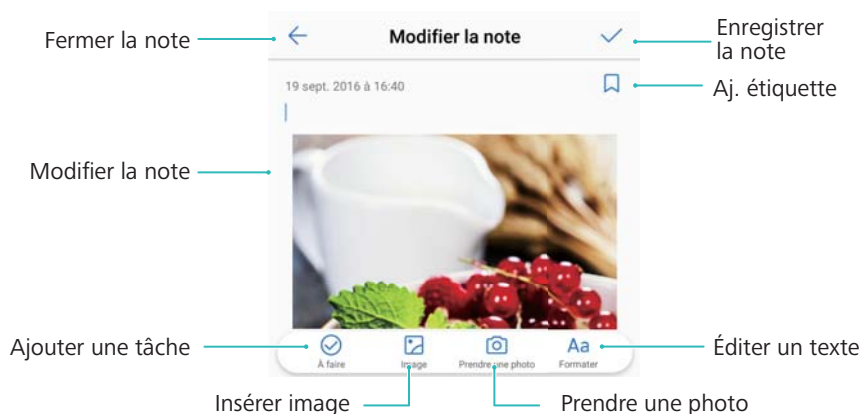 Fermer la note
Modifier la note
Enregistrer
la note
19 sept. 2016 à 16:40
Aj. étiquette
Modifier la note
Ajouter une tâche
À faire
Image
Prendre une photo
Aa
Formater
Éditer un texte
Insérer image
Prendre une photo